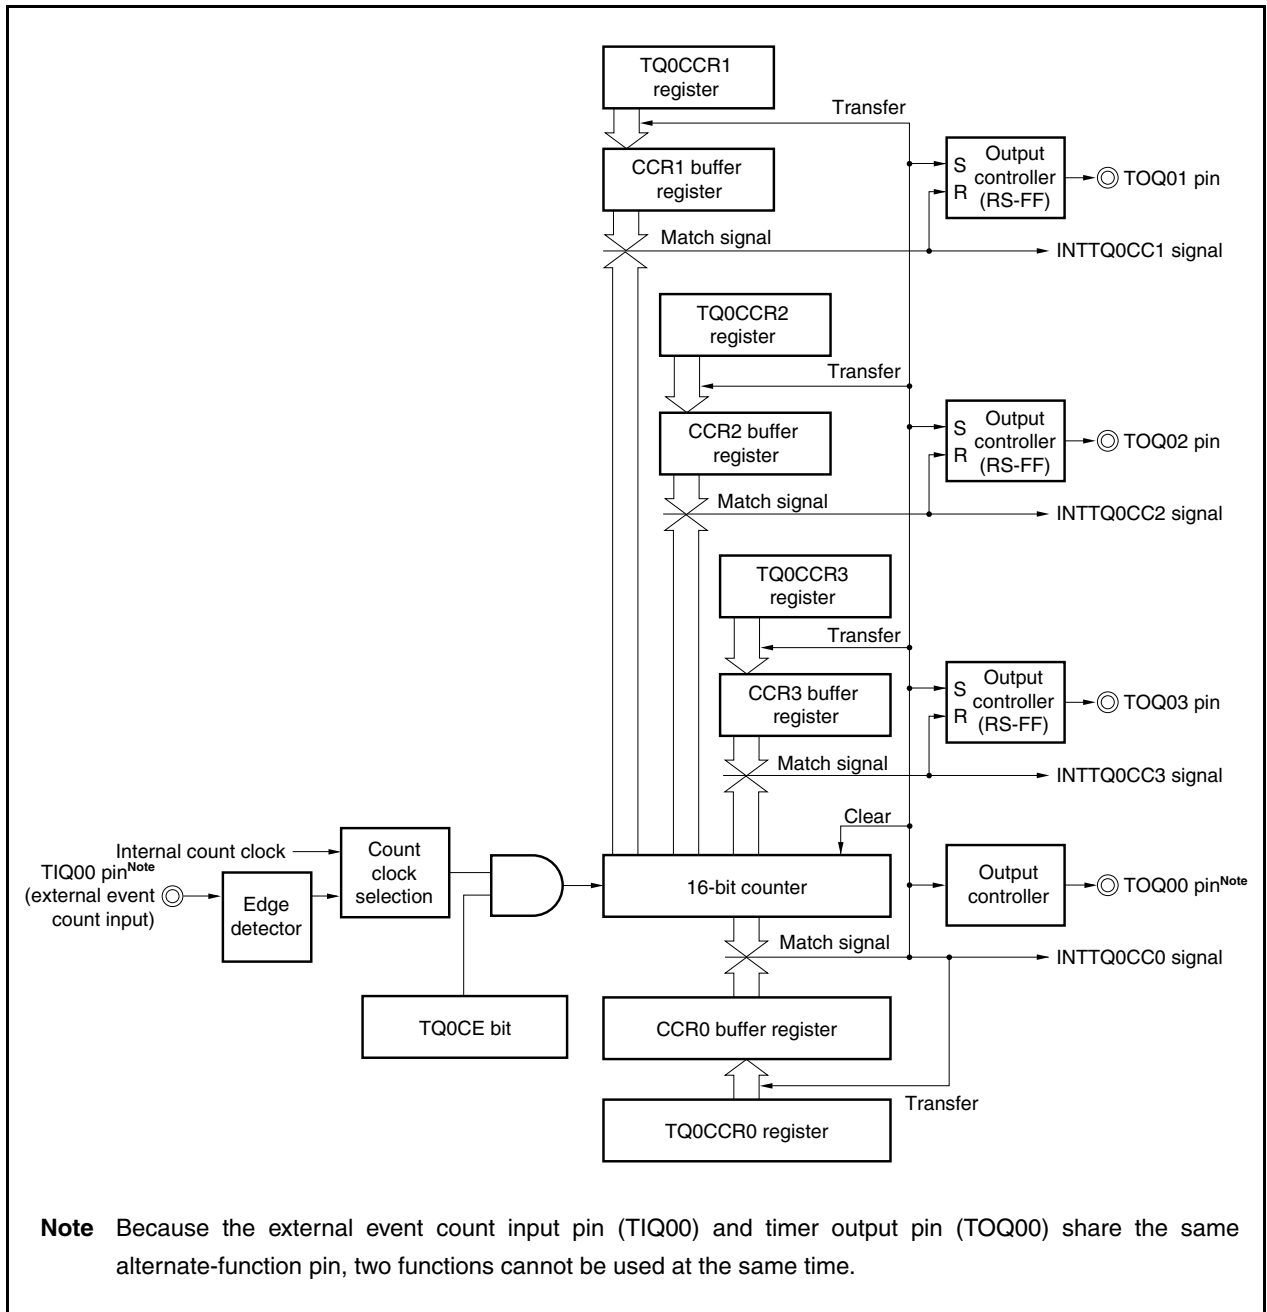 TQ0CCR1
register
Transfer
CCR1 buffer
register
S
R
Output
controller
(RS-FF)
TOQ01 pin
Match signal
INTTQ0CC1 signal
TQ0CCR2
register
Transfer
CCR2 buffer
register
S
R
Output
controller
(RS-FF)
TOQ02 pin
Match signal
INTTQ0CC2 signal
TQ0CCR3
register
Transfer
CCR3 buffer
register
S
R
Output
controller
(RS-FF)
TOQ03 pin
Match signal
INTTQ0CC3 signal
Clear
Internal count clock
TIQ00 pinNote
(external event
count input)
Edge
detector
Count
clock
selection
16-bit counter
Output
controller
TOQ00 pinNote
Match signal
INTTQ0CC0 signal
TQ0CE bit
CCR0 buffer register
Transfer
TQ0CCR0 register
Note Because the external event count input pin (TIQ00) and timer output pin (TOQ00) share the same
alternate-function pin, two functions cannot be used at the same time.